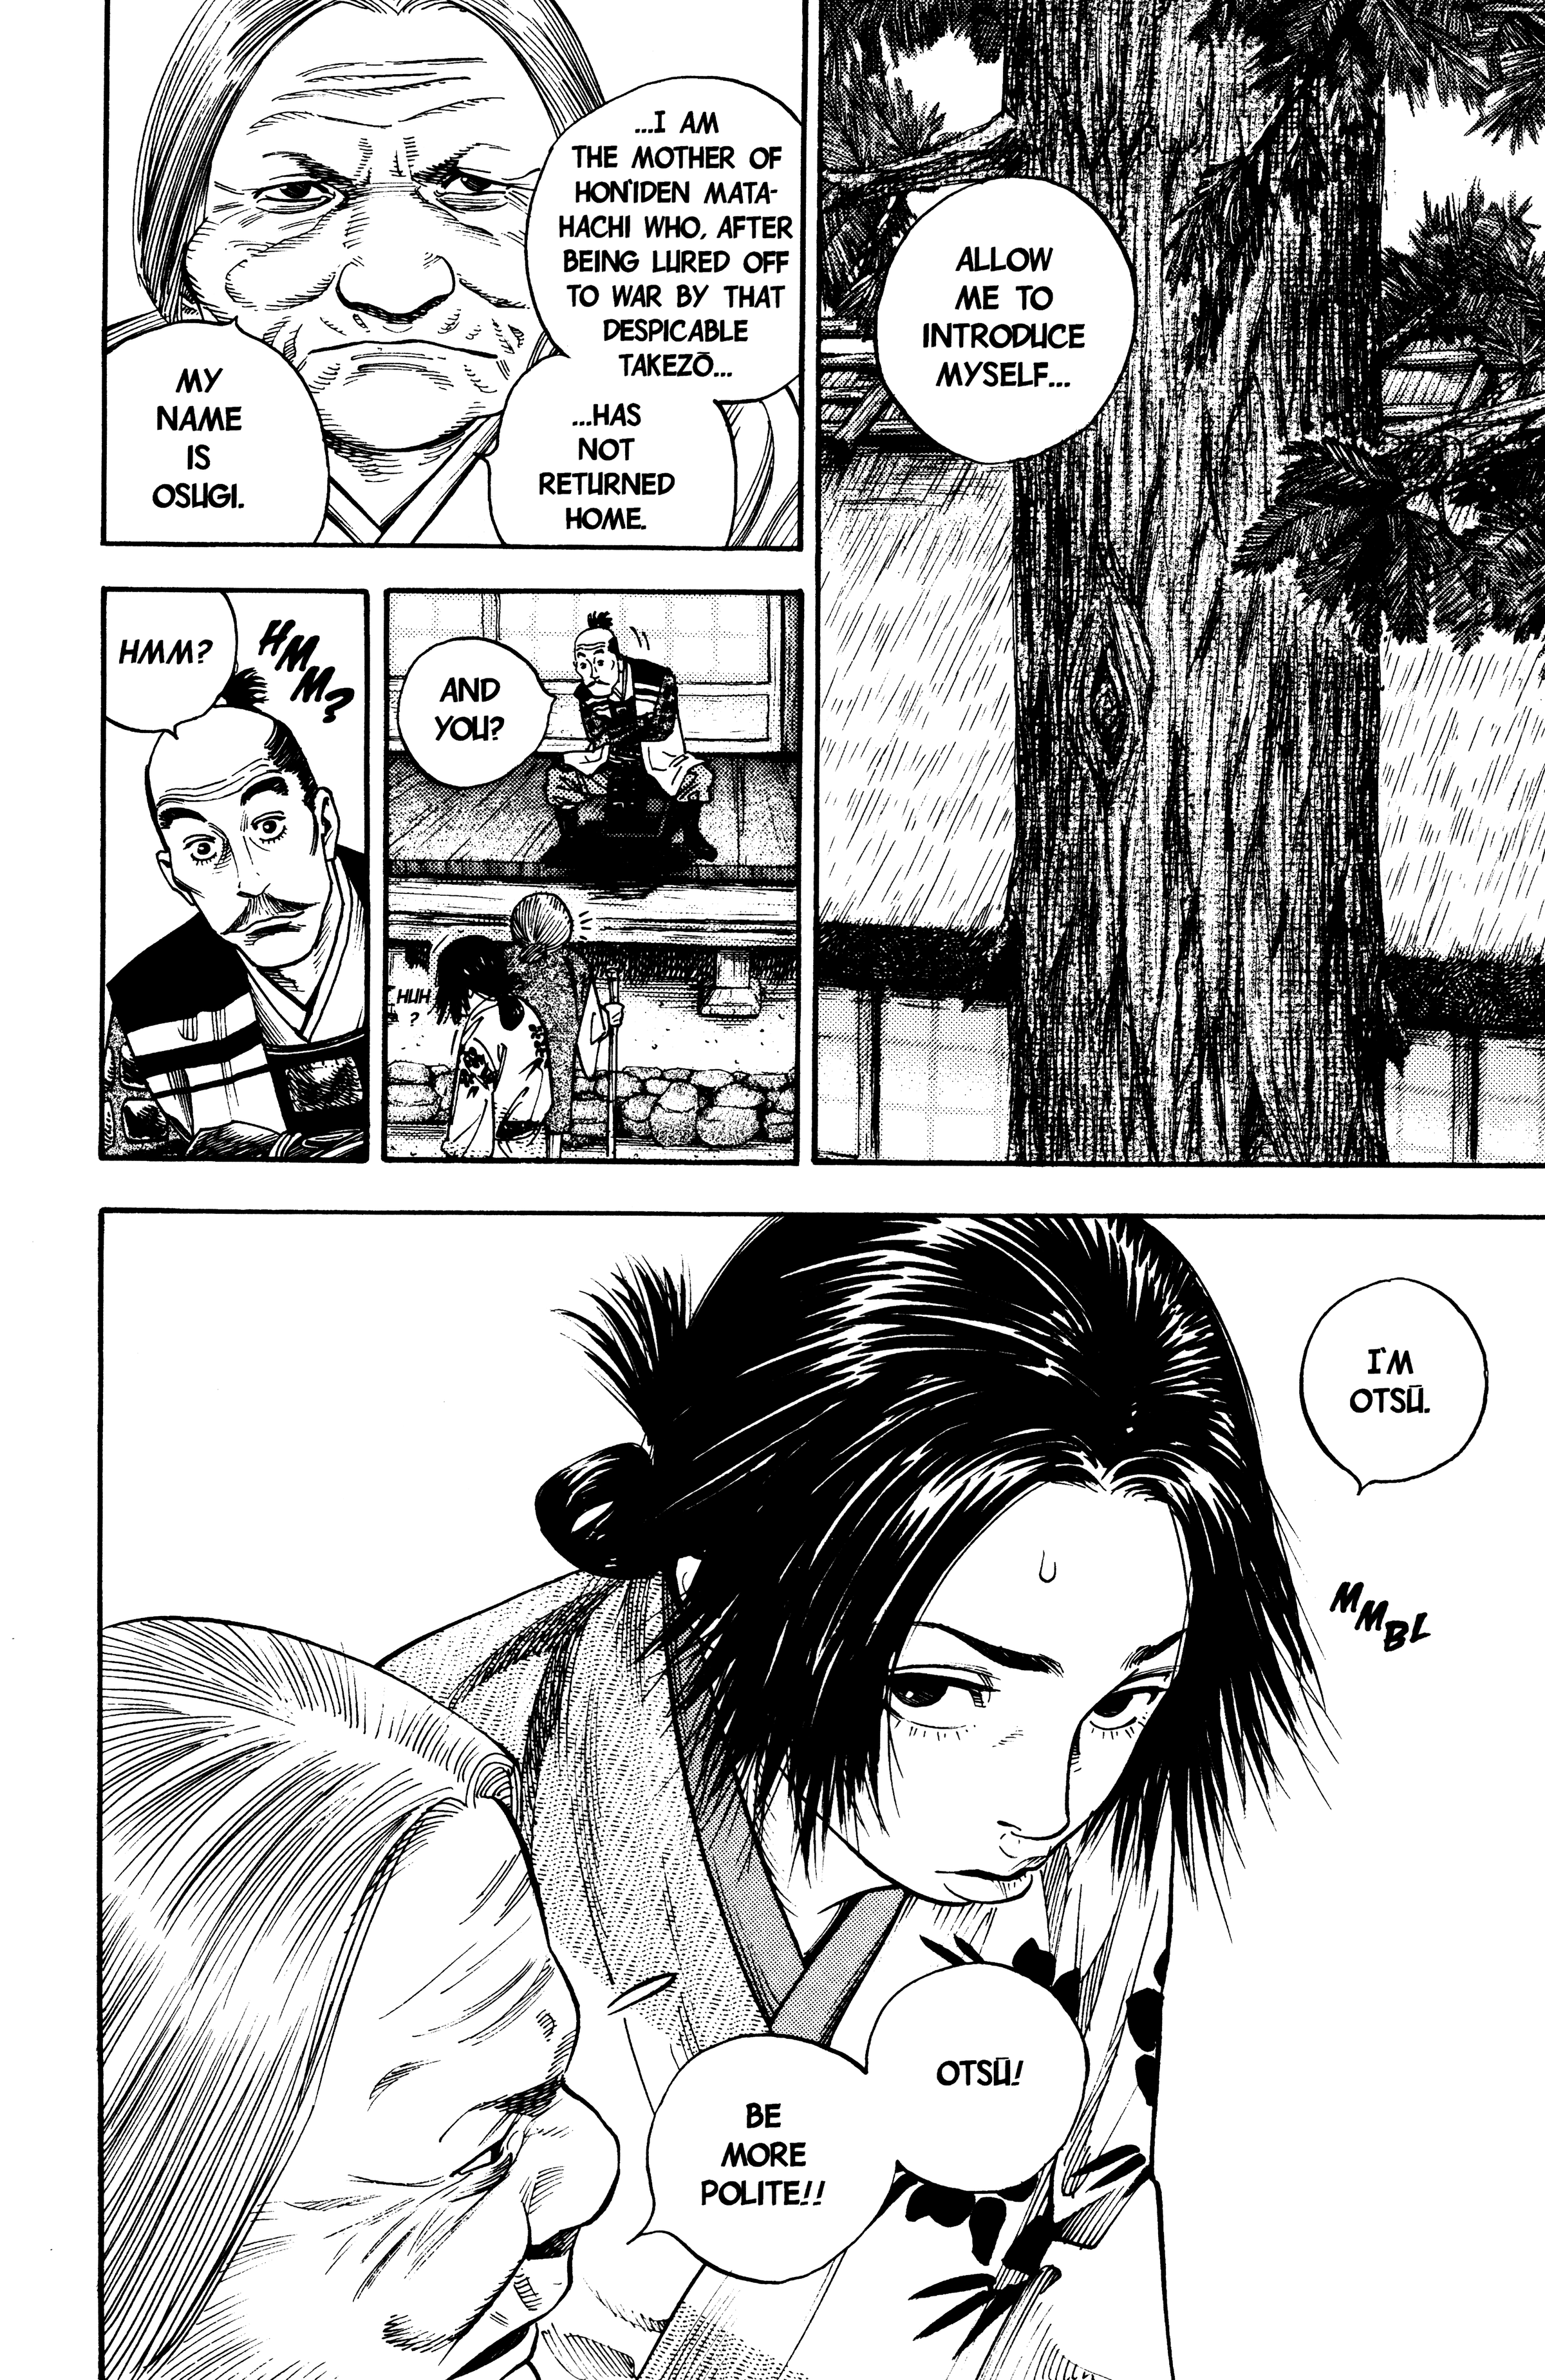 ALLOW
ME TO
INTRODUCE
MYSELF...
...I AM
THE MOTHER OF
HON'IDEN MATA-
HACHI WHO, AFTER
BEING LURED OFF
TO WAR BY THAT
DESPICABLE
TAKEZŌ...
...HAS
NOT
RETURNED
HOME.
MY
NAME
IS
OSUGI.
AND
YOU?
HUH
?
HMM?
HMM?
I'M
OTSŪ.
MMBL
OTSŪ!
BE
MORE
POLITE!!